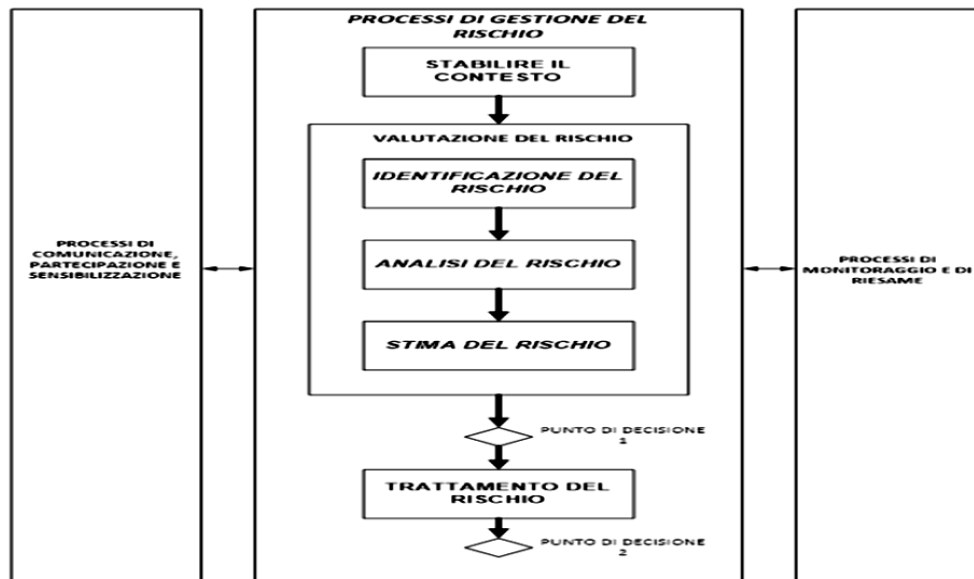 PROCESSI DI GESTIONE DEL
RISCHIO
STABILIRE IL
CONTESTO
VALUTAZIONE DEL RISCHIO
IDENTIFICAZIONE DEL
RISCHIO
ANALISI DEL RISCHIO
STIMA DEL RISCHIO
PUNTO DI DECISIONE
1
TRATTAMENTO DEL
RISCHIO
PUNTO DI DECISIONE
2
PROCESSI DI
COMUNICAZIONE,
PARTECIPAZIONE E
SENSIBILIZZAZIONE
PROCESSI DI
MONITORAGGIO E DI
RIESAME